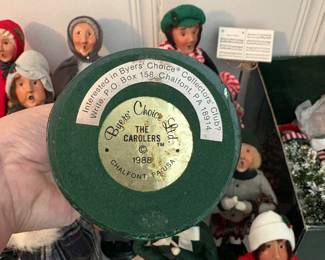 Interested in Byers' Choice® Collectors' Club?
Write, P.O. Box 158, Chalfont, PA 18914
Byers' Choice Ltd.
THE
CAROLERS™
©
1988
CHALFONT, PA USA